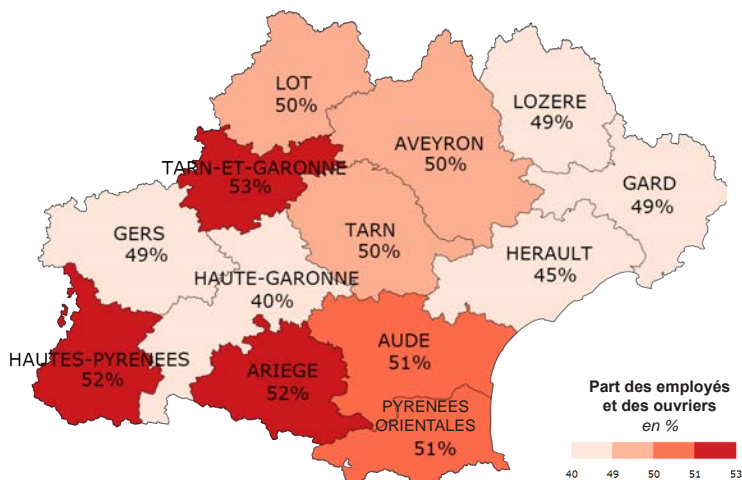 LOT
50%
LOZERE
49%
AVEYRON
50%
TARN-ET-GARONNE
53%
GARD
49%
GERS
49%
TARN
50%
HERAULT
45%
HAUTE-GARONNE
40%
HAUTES-PYRENEES
52%
ARIEGE
52%
AUDE
51%
PYRENEES
ORIENTALES
51%
Part des employés
et des ouvriers
en %
40 49 50 51 53